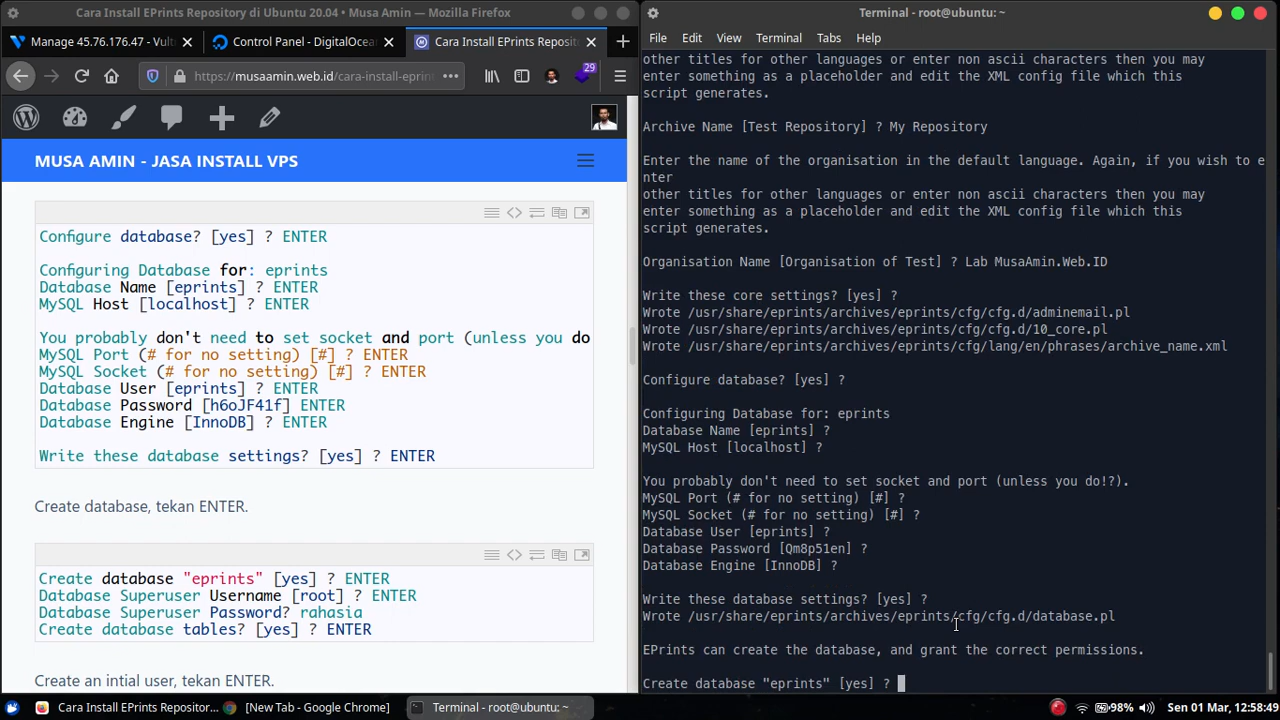 Cara Install EPrints Repository di Ubuntu 20.04 • Musa Amin — Mozilla Firefox
Manage 45.76.176.47 - Vult
Control Panel - DigitalOcea
Cara Install EPrints Reposit
https://musaamin.web.id/cara-install-eprin
29
MUSA AMIN - JASA INSTALL VPS
Configure database? [yes] ? ENTER
Configuring Database for: eprints
Database Name [eprints] ? ENTER
MySQL Host [localhost] ? ENTER
You probably don't need to set socket and port (unless you do
MySQL Port (# for no setting) [#] ? ENTER
MySQL Socket (# for no setting) [#] ? ENTER
Database User [eprints] ? ENTER
Database Password [h6oJF41f] ENTER
Database Engine [InnoDB] ? ENTER
Write these database settings? [yes] ? ENTER
Create database, tekan ENTER.
Create database "eprints" [yes] ? ENTER
Database Superuser Username [root] ? ENTER
Database Superuser Password? rahasia
Create database tables? [yes] ? ENTER
Create an intial user, tekan ENTER.
Terminal - root@ubuntu: ~
File Edit View Terminal Tabs Help
other titles for other languages or enter non ascii characters then you may
enter something as a placeholder and edit the XML config file which this
script generates.
Archive Name [Test Repository] ? My Repository
Enter the name of the organisation in the default language. Again, if you wish to e
nter
other titles for other languages or enter non ascii characters then you may
enter something as a placeholder and edit the XML config file which this
script generates.
Organisation Name [Organisation of Test] ? Lab MusaAmin.Web.ID
Write these core settings? [yes] ?
Wrote /usr/share/eprints/archives/eprints/cfg/cfg.d/adminemail.pl
Wrote /usr/share/eprints/archives/eprints/cfg/cfg.d/10_core.pl
Wrote /usr/share/eprints/archives/eprints/cfg/lang/en/phrases/archive_name.xml
Configure database? [yes] ?
Configuring Database for: eprints
Database Name [eprints] ?
MySQL Host [localhost] ?
You probably don't need to set socket and port (unless you do!?).
MySQL Port (# for no setting) [#] ?
MySQL Socket (# for no setting) [#] ?
Database User [eprints] ?
Database Password [Qm8p51en] ?
Database Engine [InnoDB] ?
Write these database settings? [yes] ?
Wrote /usr/share/eprints/archives/eprints/cfg/cfg.d/database.pl
EPrints can create the database, and grant the correct permissions.
Create database "eprints" [yes] ?
Cara Install EPrints Repositor...
[New Tab - Google Chrome]
Terminal - root@ubuntu: ~
98%
Sen 01 Mar, 12:58:49